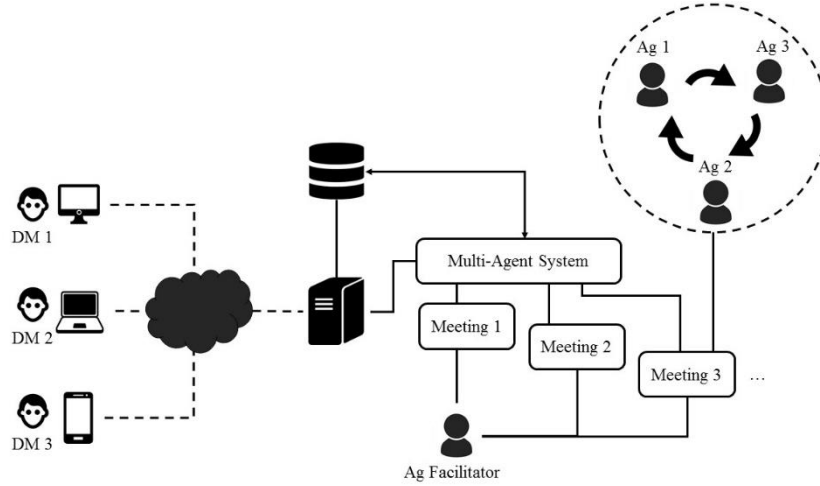 Ag 1
Ag 3
Ag 2
DM 1
Multi-Agent System
DM 2
Meeting 1
Meeting 2
Meeting 3
...
DM 3
Ag Facilitator